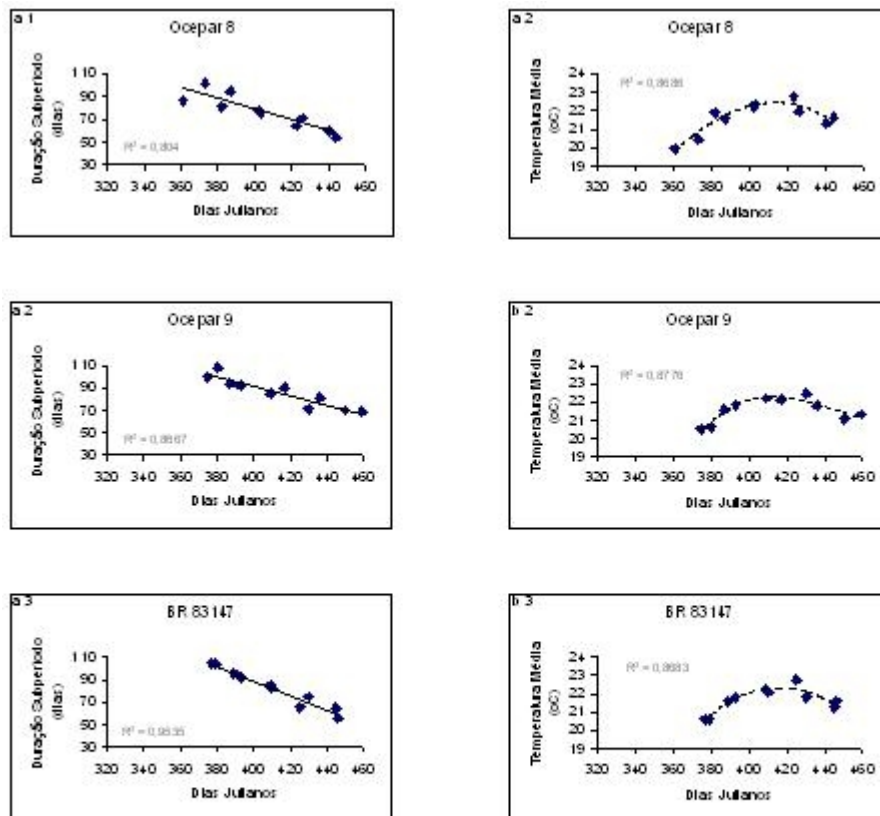 a 1
Ocepar 8
Duração Subperíodo
(dias)
110
90
70
50
30
R² = 0,804
320 340 360 380 400 420 440 460
Dias Julianos
a 2
Ocepar 8
Temperatura Média
(oC)
24
23
22
21
20
19
R² = 0,8686
320 340 360 380 400 420 440 460
Dias Julianos
a 2
Ocepar 9
Duração Subperíodo
(dias)
110
90
70
50
30
R² = 0,8667
320 340 360 380 400 420 440 460
Dias Julianos
b 2
Ocepar 9
Temperatura Média
(oC)
24
23
22
21
20
19
R² = 0,8776
320 340 360 380 400 420 440 460
Dias Julianos
a 3
BR 83147
Duração Subperíodo
(dias)
110
90
70
50
30
R² = 0,9535
320 340 360 380 400 420 440 460
Dias Julianos
b 3
BR 83147
Temperatura Média
(oC)
24
23
22
21
20
19
R² = 0,8683
320 340 360 380 400 420 440 460
Dias Julianos